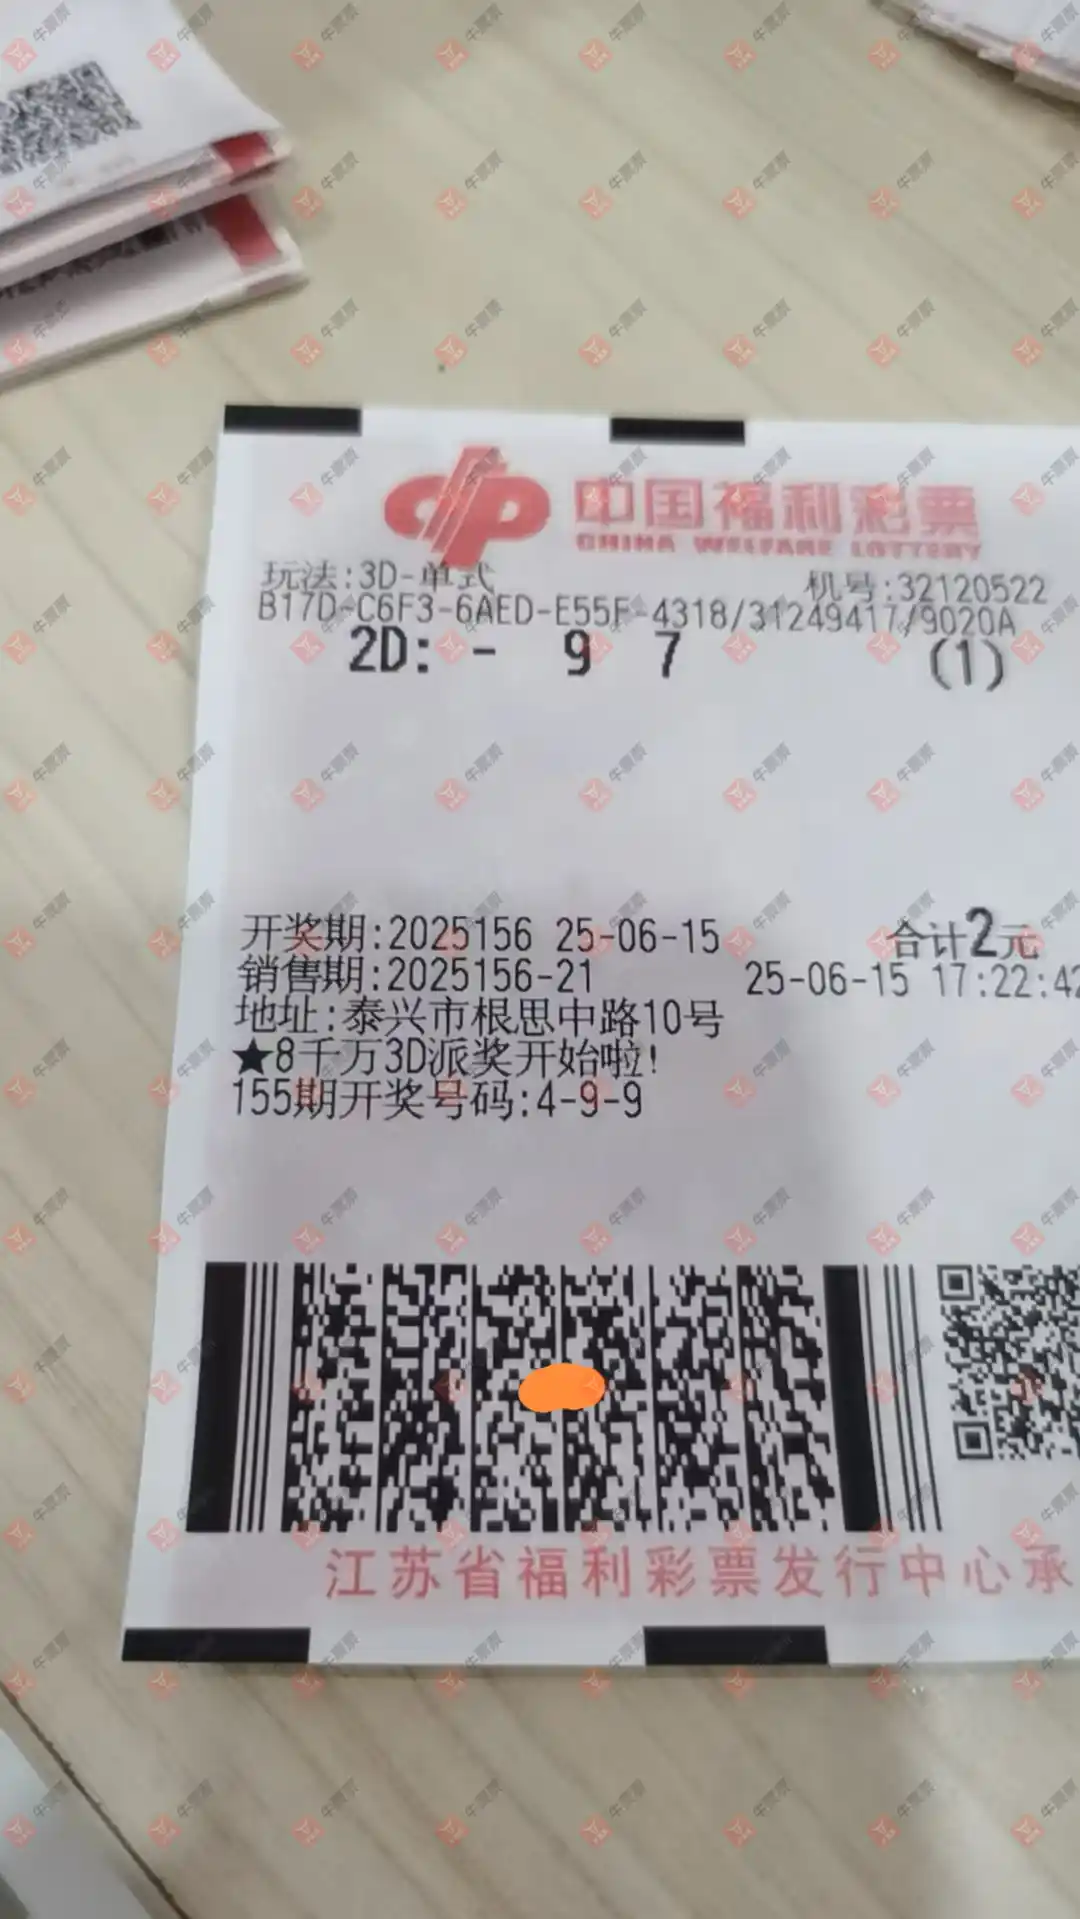 中国福利彩票
CHINA WELFARE LOTTERY
玩法:3D-单式 机号:32120522
B17D-C6F3-6AED-E55F-4318/31249417/9020A
2D: - 9 7 (1)
开奖期:2025156 25-06-15 合计2元
销售期:2025156-21 25-06-15 17:22:42
地址:泰兴市根思中路10号
★8千万3D派奖开始啦!
155期开奖号码:4-9-9
江苏省福利彩票发行中心承
牛票票